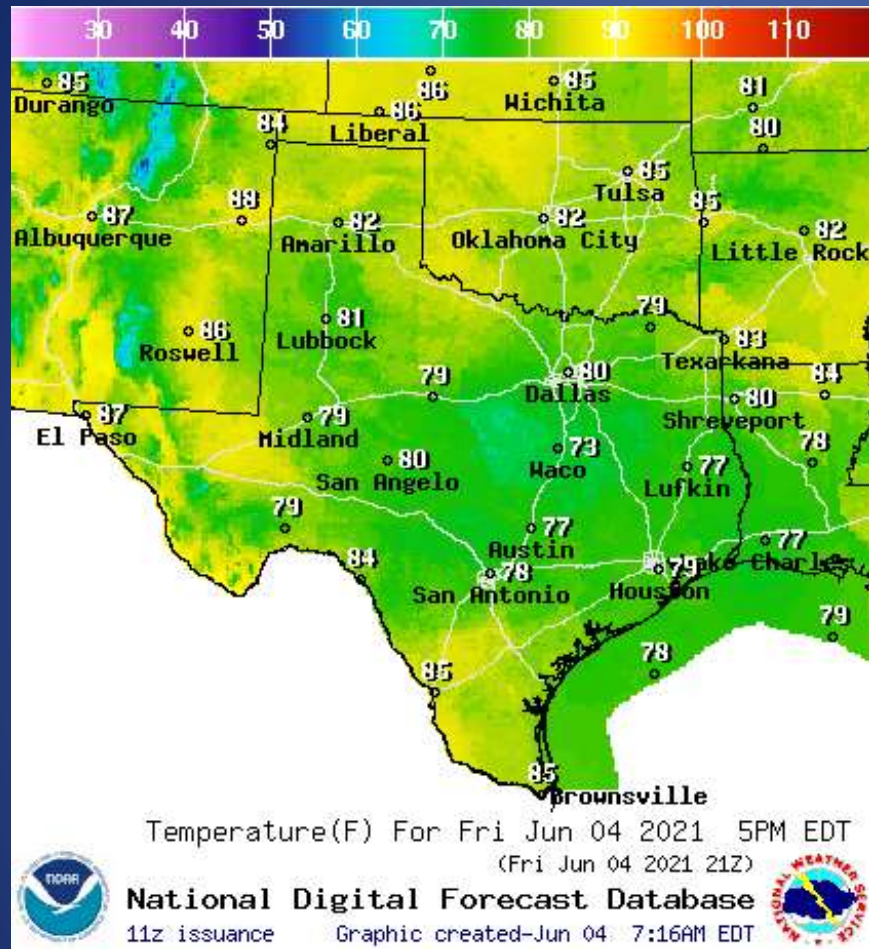 30 40 50 60 70 80 90 100 110
85
Durango
86
86
Liberal
85
Wichita
81
80
84
87
Albuquerque
88
82
Amarillo
82
Oklahoma City
85
Tulsa
85
82
Little Rock
86
Roswell
81
Lubbock
79
83
Texarkana
80
Dallas
79
84
80
Shreveport
87
El Paso
79
Midland
80
San Angelo
73
Waco
77
Lufkin
78
79
77
Austin
84
78
San Antonio
79
Houston
77
Lake Charles
79
78
85
85
Brownsville
Temperature(F) For Fri Jun 04 2021 5PM EDT
(Fri Jun 04 2021 21Z)
National Digital Forecast Database
11z issuance Graphic created-Jun 04 7:16AM EDT
NOAA
NATIONAL WEATHER SERVICE